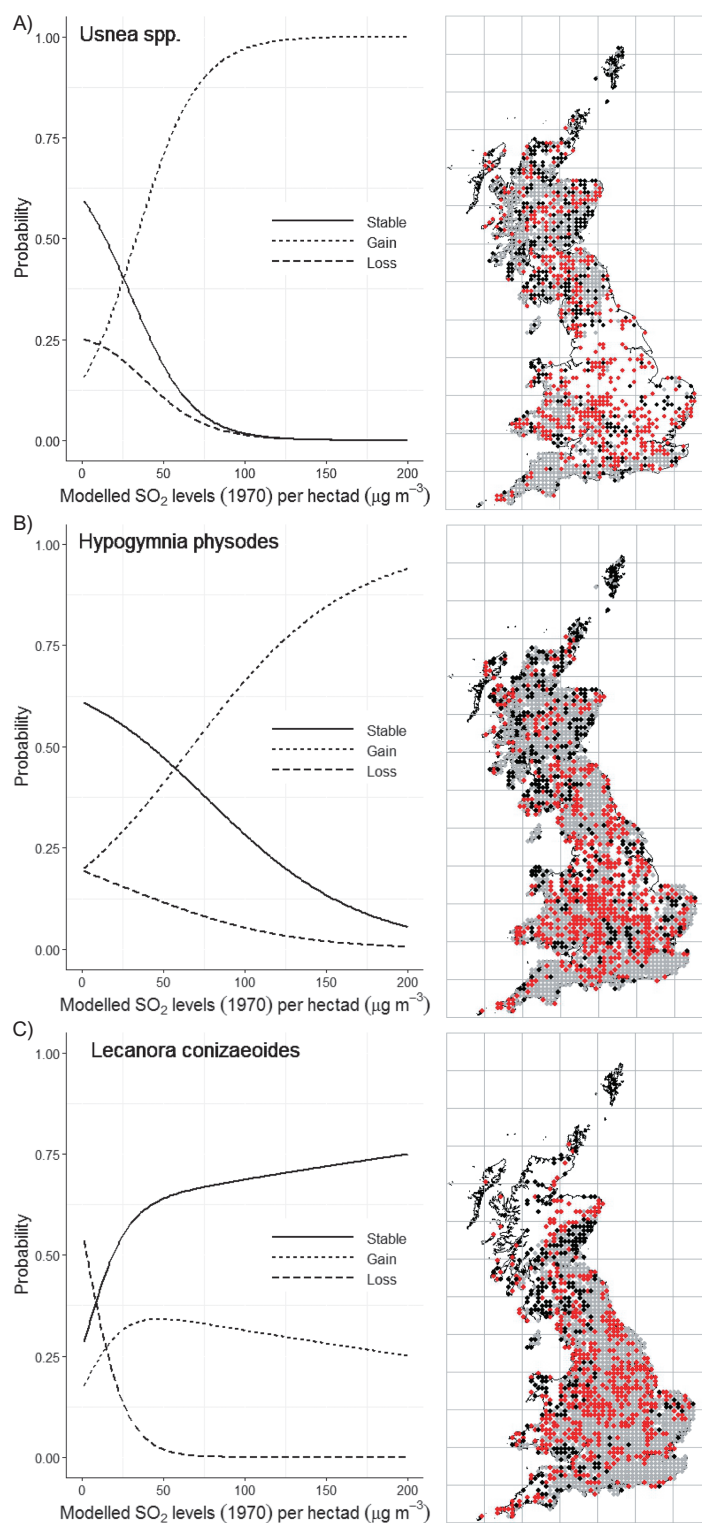 A)
Usnea spp.
1.00
0.75
0.50
0.25
0.00
Probability
Stable
Gain
Loss
0 50 100 150 200
Modelled SO₂ levels (1970) per hectad (μg m⁻³)
B)
Hypogymnia physodes
1.00
0.75
0.50
0.25
0.00
Probability
Stable
Gain
Loss
0 50 100 150 200
Modelled SO₂ levels (1970) per hectad (μg m⁻³)
C)
Lecanora conizaeoides
1.00
0.75
0.50
0.25
0.00
Probability
Stable
Gain
Loss
0 50 100 150 200
Modelled SO₂ levels (1970) per hectad (μg m⁻³)